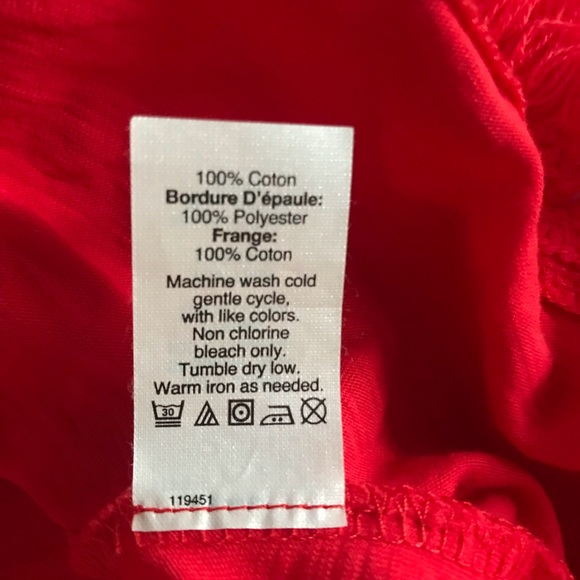 100% Coton
Bordure D'épaule:
100% Polyester
Frange:
100% Coton
Machine wash cold
gentle cycle,
with like colors.
Non chlorine
bleach only.
Tumble dry low.
Warm iron as needed.
30
119451